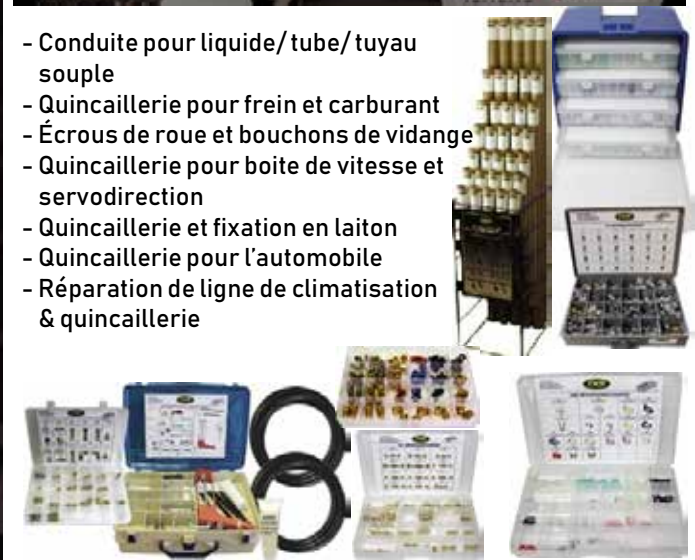 - Conduite pour liquide/ tube/ tuyau
souple
- Quincaillerie pour frein et carburant
- Écrous de roue et bouchons de vidange
- Quincaillerie pour boite de vitesse et
servodirection
- Quincaillerie et fixation en laiton
- Quincaillerie pour l'automobile
- Réparation de ligne de climatisation
& quincaillerie